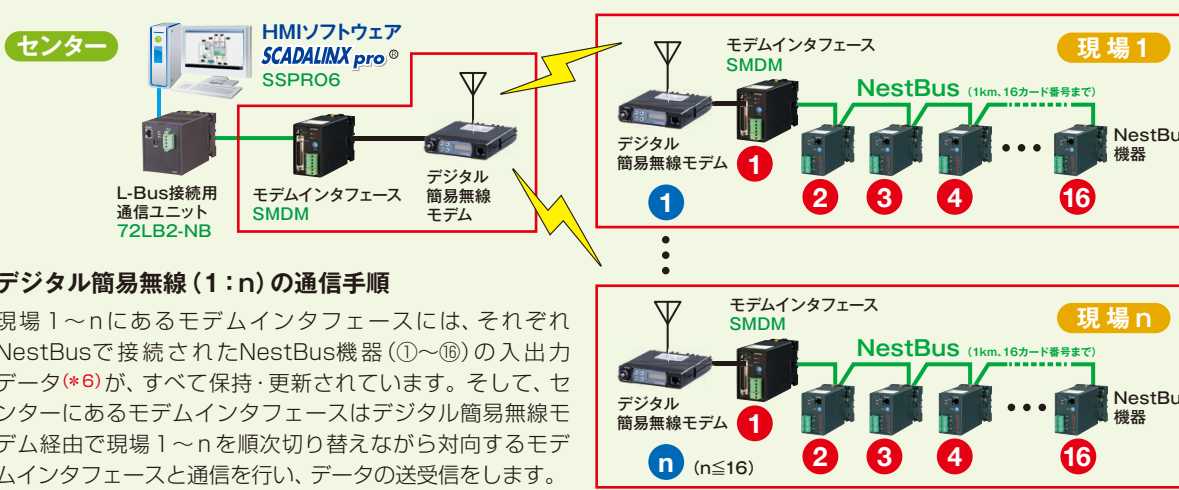 センター
HMIソフトウェア
SCADALINX pro®
SSPRO6
L-Bus接続用
通信ユニット
72LB2-NB
モデムインタフェース
SMDM
デジタル
簡易無線
モデム
現場1
モデムインタフェース
SMDM
NestBus (1km、16カード番号まで)
デジタル
簡易無線モデム
1
1
2
3
4
16
NestBu
機器
現場n
モデムインタフェース
SMDM
NestBus (1km、16カード番号まで)
デジタル
簡易無線モデム
n (n≦16)
1
2
3
4
16
NestBu
機器
デジタル簡易無線(1:n)の通信手順
現場1～nにあるモデムインタフェースには、それぞれ
NestBusで接続されたNestBus機器(①～⑯)の入出力
データ(*6)が、すべて保持・更新されています。そして、セ
ンターにあるモデムインタフェースはデジタル簡易無線モ
デム経由で現場1～nを順次切り替えながら対向するモデ
ムインタフェースと通信を行い、データの送受信をします。